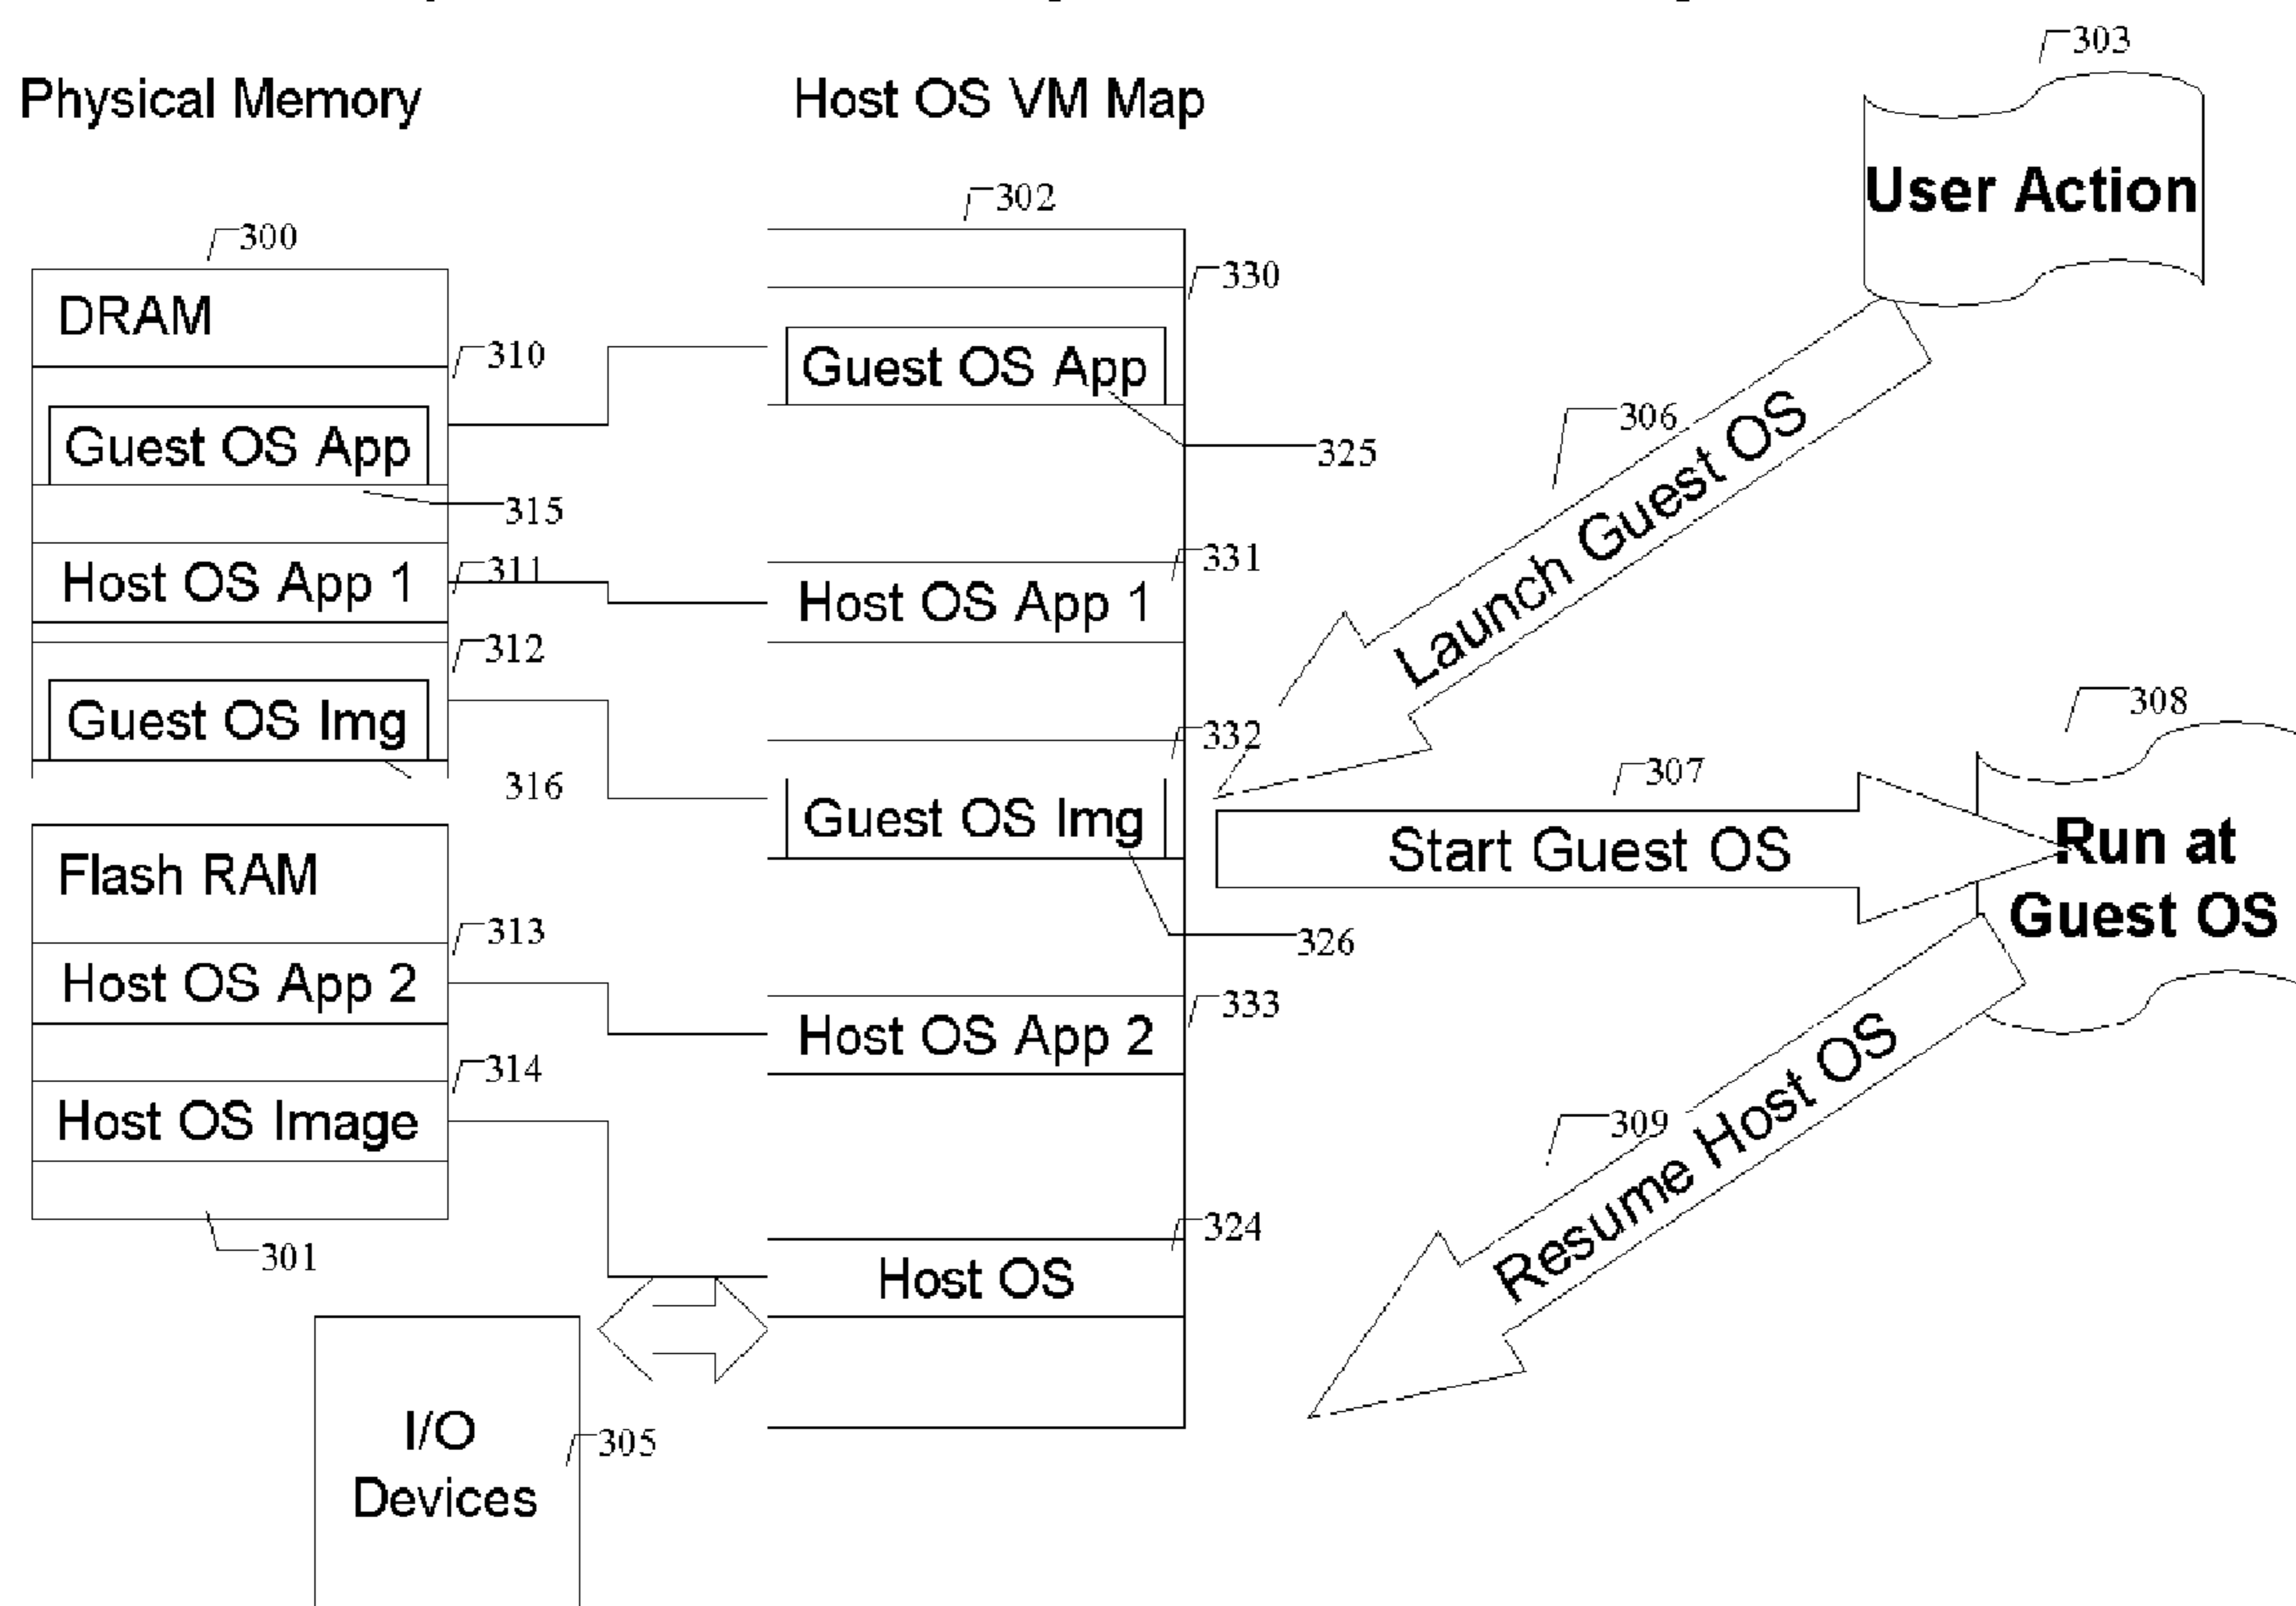 303
Physical Memory
Host OS VM Map
User Action
302
300
330
DRAM
310
Guest OS App
306
Guest OS App
325
Launch Guest OS
315
331
Host OS App 1
311
Host OS App 1
312
308
Guest OS Img
332
316
307
Guest OS Img
Start Guest OS
Run at
Guest OS
Flash RAM
313
326
Host OS App 2
333
Host OS App 2
314
Host OS Image
309
Resume Host OS
324
301
Host OS
I/O
Devices
305